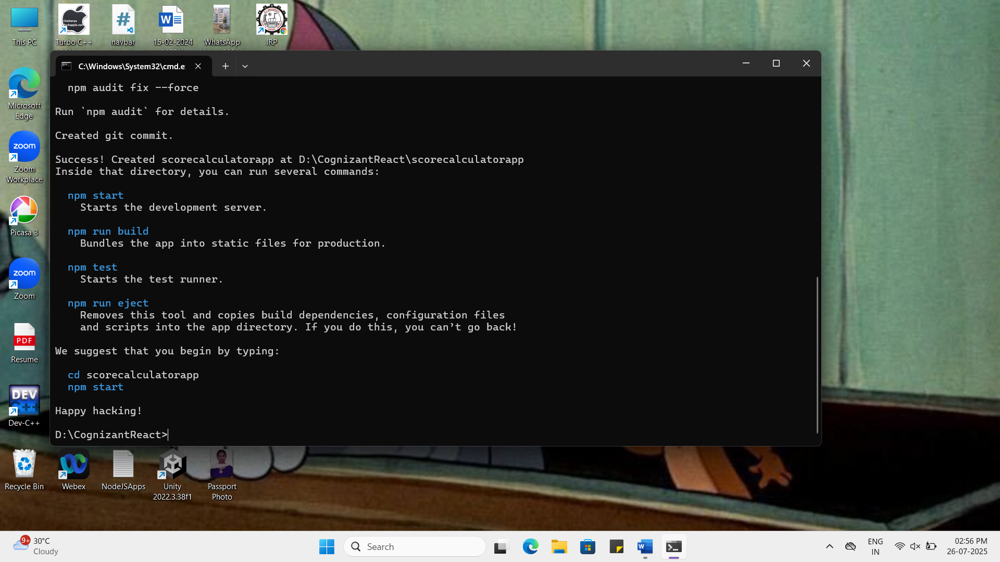 This PC
Chaitanya
Techapple.net
Turbo C++
#
navbar
W
15-02-2024
WhatsApp
IRP
C:\Windows\System32\cmd.e
npm audit fix --force
Run `npm audit` for details.
Created git commit.
Success! Created scorecalculatorapp at D:\CognizantReact\scorecalculatorapp
Inside that directory, you can run several commands:
npm start
Starts the development server.
npm run build
Bundles the app into static files for production.
npm test
Starts the test runner.
npm run eject
Removes this tool and copies build dependencies, configuration files
and scripts into the app directory. If you do this, you can’t go back!
We suggest that you begin by typing:
cd scorecalculatorapp
npm start
Happy hacking!
D:\CognizantReact>
Microsoft
Edge
zoom
Zoom
Workplace
Picasa 3
zoom
Zoom
PDF
Resume
DEV
C++
Dev-C++
Recycle Bin
Webex
NodeJSApps
Unity
2022.3.38f1
Passport
Photo
9+
30°C
Cloudy
Search
W
ENG
IN
02:56 PM
26-07-2025